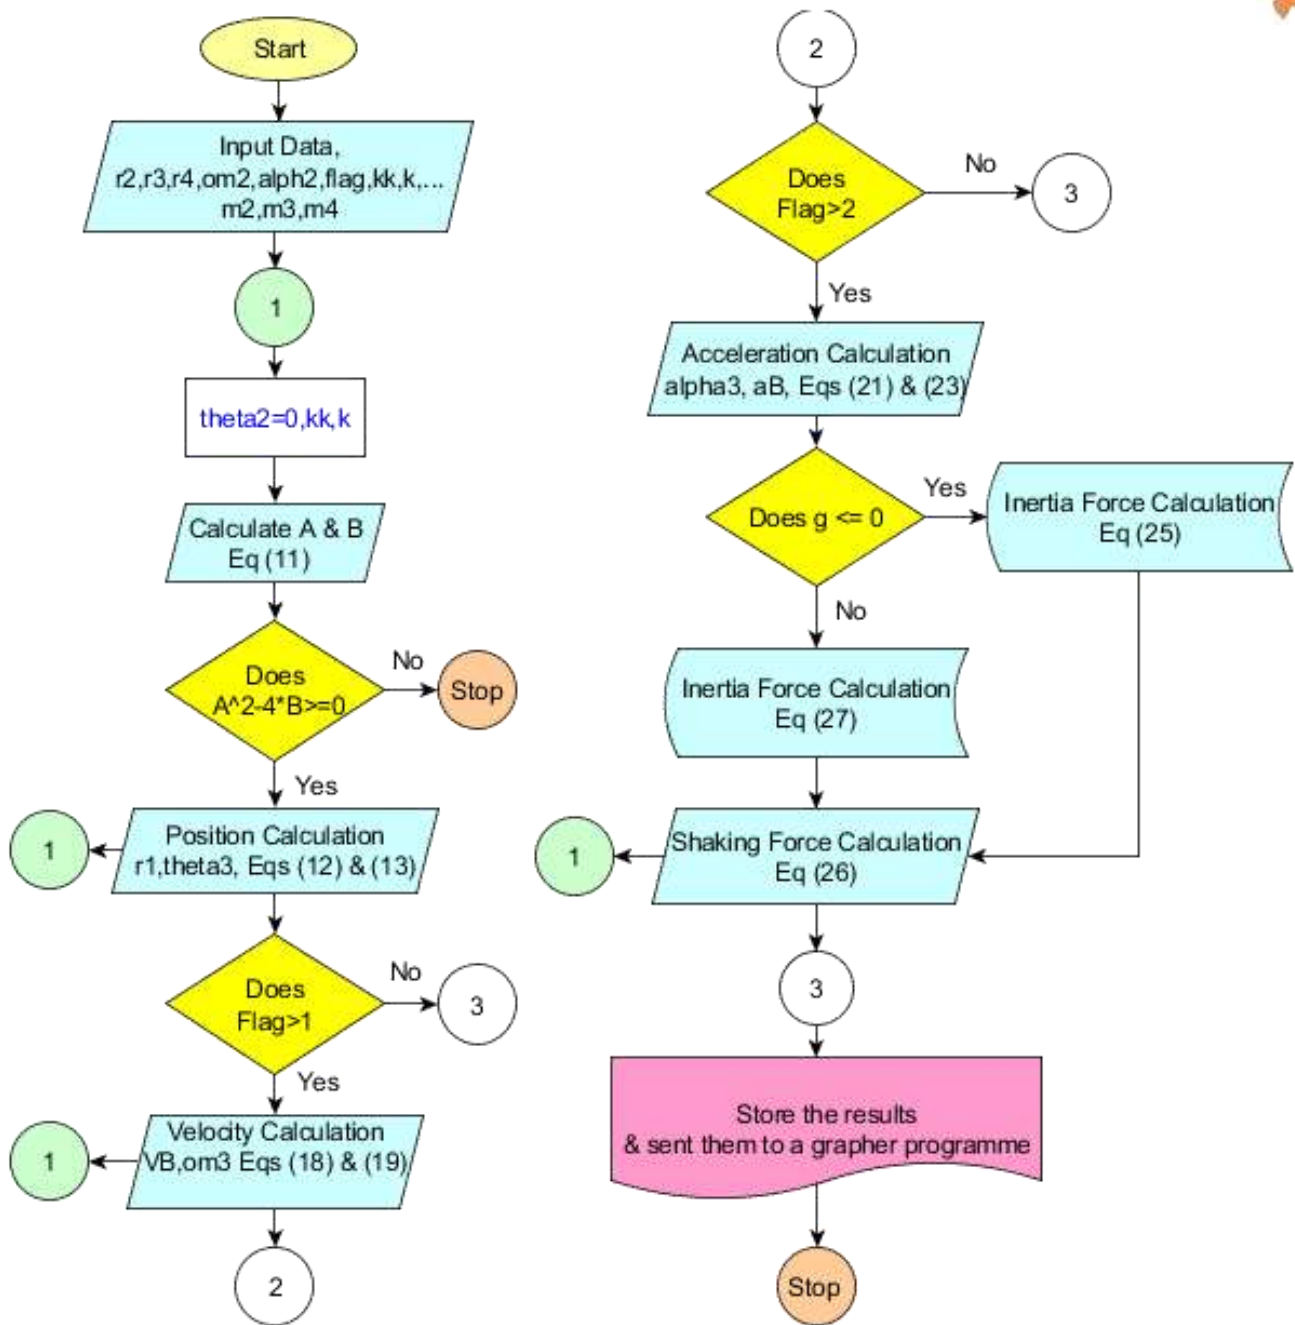 Start
Input Data,
r2,r3,r4,om2,alph2,flag,kk,k,...
m2,m3,m4
1
theta2=0,kk,k
Calculate A & B
Eq (11)
Does
A^2-4*B>=0
No
Stop
Yes
Position Calculation
r1,theta3, Eqs (12) & (13)
1
Does
Flag>1
No
3
Yes
Velocity Calculation
VB,om3 Eqs (18) & (19)
1
2
2
Does
Flag>2
No
3
Yes
Acceleration Calculation
alpha3, aB, Eqs (21) & (23)
Does g <= 0
Yes
Inertia Force Calculation
Eq (25)
No
Inertia Force Calculation
Eq (27)
Shaking Force Calculation
Eq (26)
1
3
Store the results
& sent them to a grapher programme
Stop